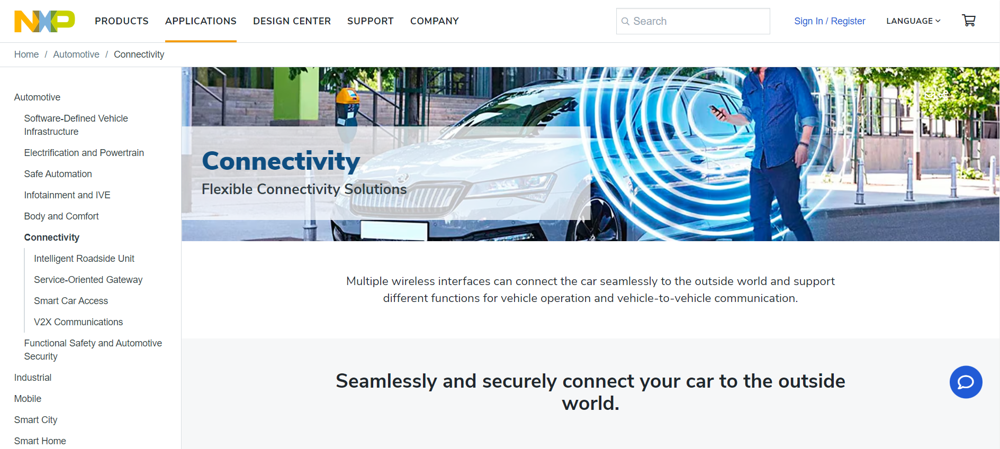 NXP
PRODUCTS
APPLICATIONS
DESIGN CENTER
SUPPORT
COMPANY
Search
Sign In / Register
LANGUAGE
Home / Automotive / Connectivity
Automotive
Software-Defined Vehicle
Infrastructure
Electrification and Powertrain
Safe Automation
Infotainment and IVE
Body and Comfort
Connectivity
Intelligent Roadside Unit
Service-Oriented Gateway
Smart Car Access
V2X Communications
Functional Safety and Automotive
Security
Industrial
Mobile
Smart City
Smart Home
Connectivity
Flexible Connectivity Solutions
Multiple wireless interfaces can connect the car seamlessly to the outside world and support
different functions for vehicle operation and vehicle-to-vehicle communication.
Seamlessly and securely connect your car to the outside
world.